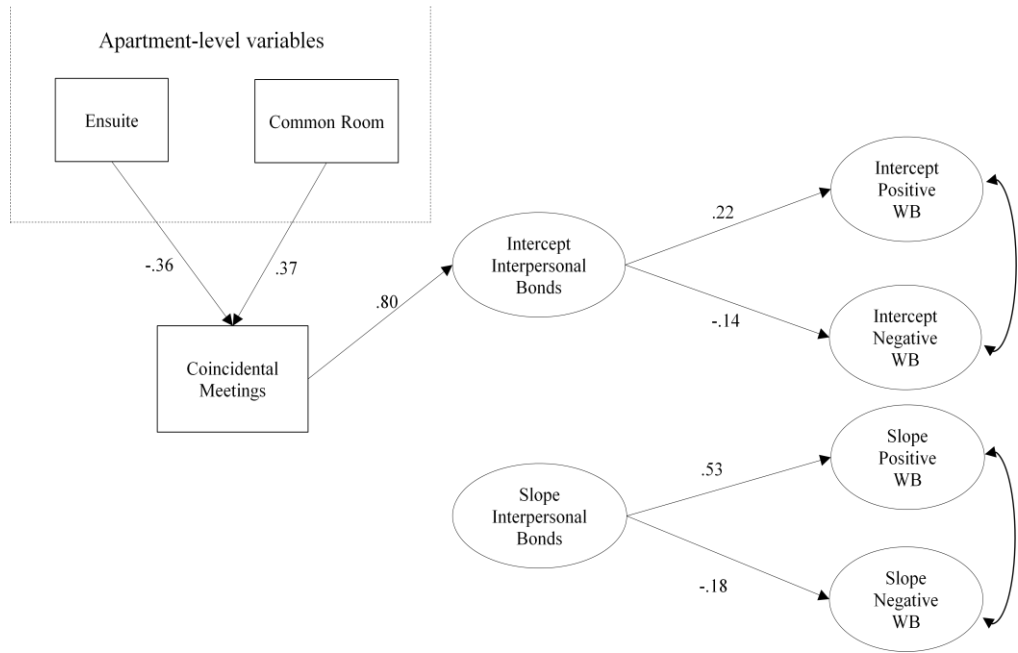 Apartment-level variables
Ensuite
Common Room
-.36
.37
Coincidental
Meetings
.80
Intercept
Interpersonal
Bonds
.22
-.14
Intercept
Positive
WB
Intercept
Negative
WB
Slope
Interpersonal
Bonds
.53
-.18
Slope
Positive
WB
Slope
Negative
WB